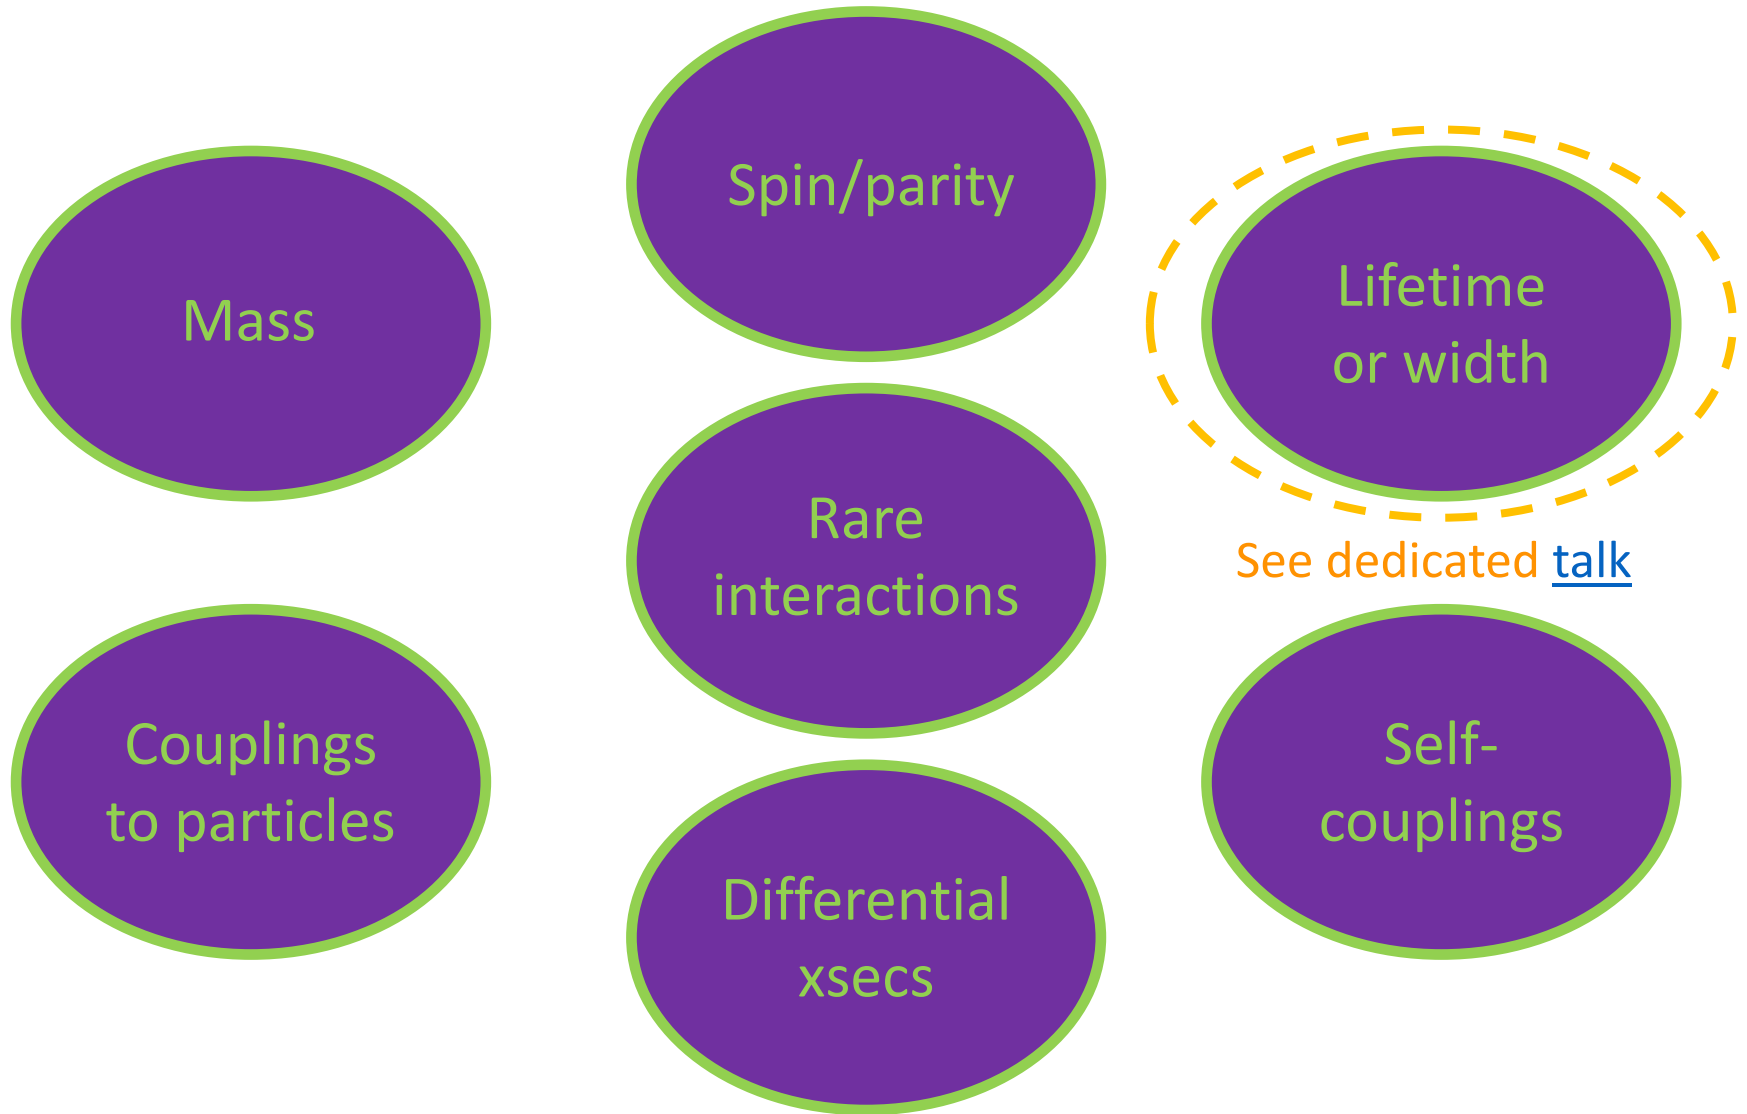 Mass
Couplings
to particles
Spin/parity
Rare
interactions
Differential
xsecs
Lifetime
or width
See dedicated talk
Self-
couplings